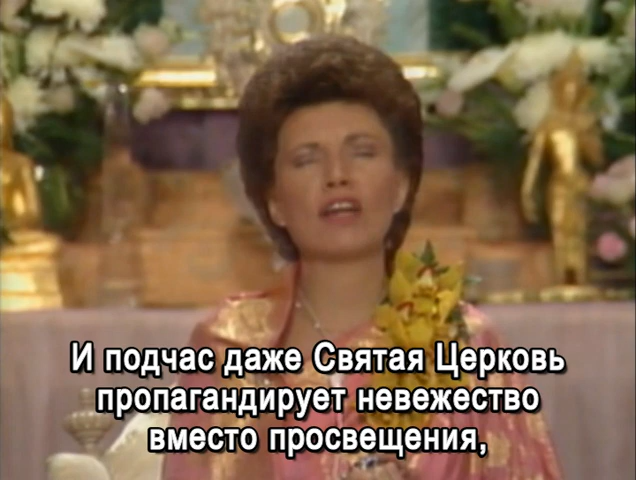 И подчас даже Святая Церковь
пропагандирует невежество
вместо просвещения,